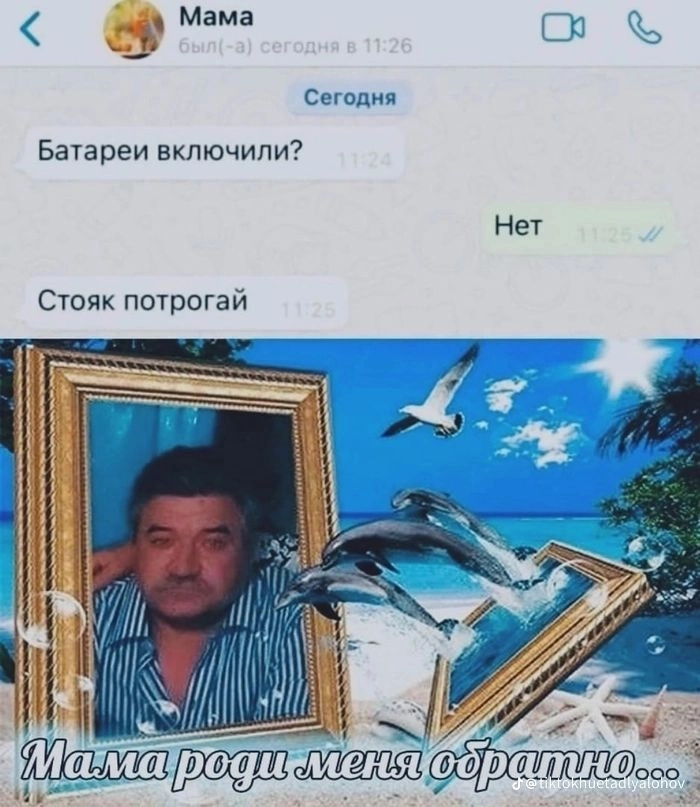 Мама
был(-а) сегодня в 11:26
Сегодня
Батареи включили? 11:24
Нет 11:25
Стояк потрогай 11:25
Мама роди меня обратно...
@tiktokhuetadlyalohov